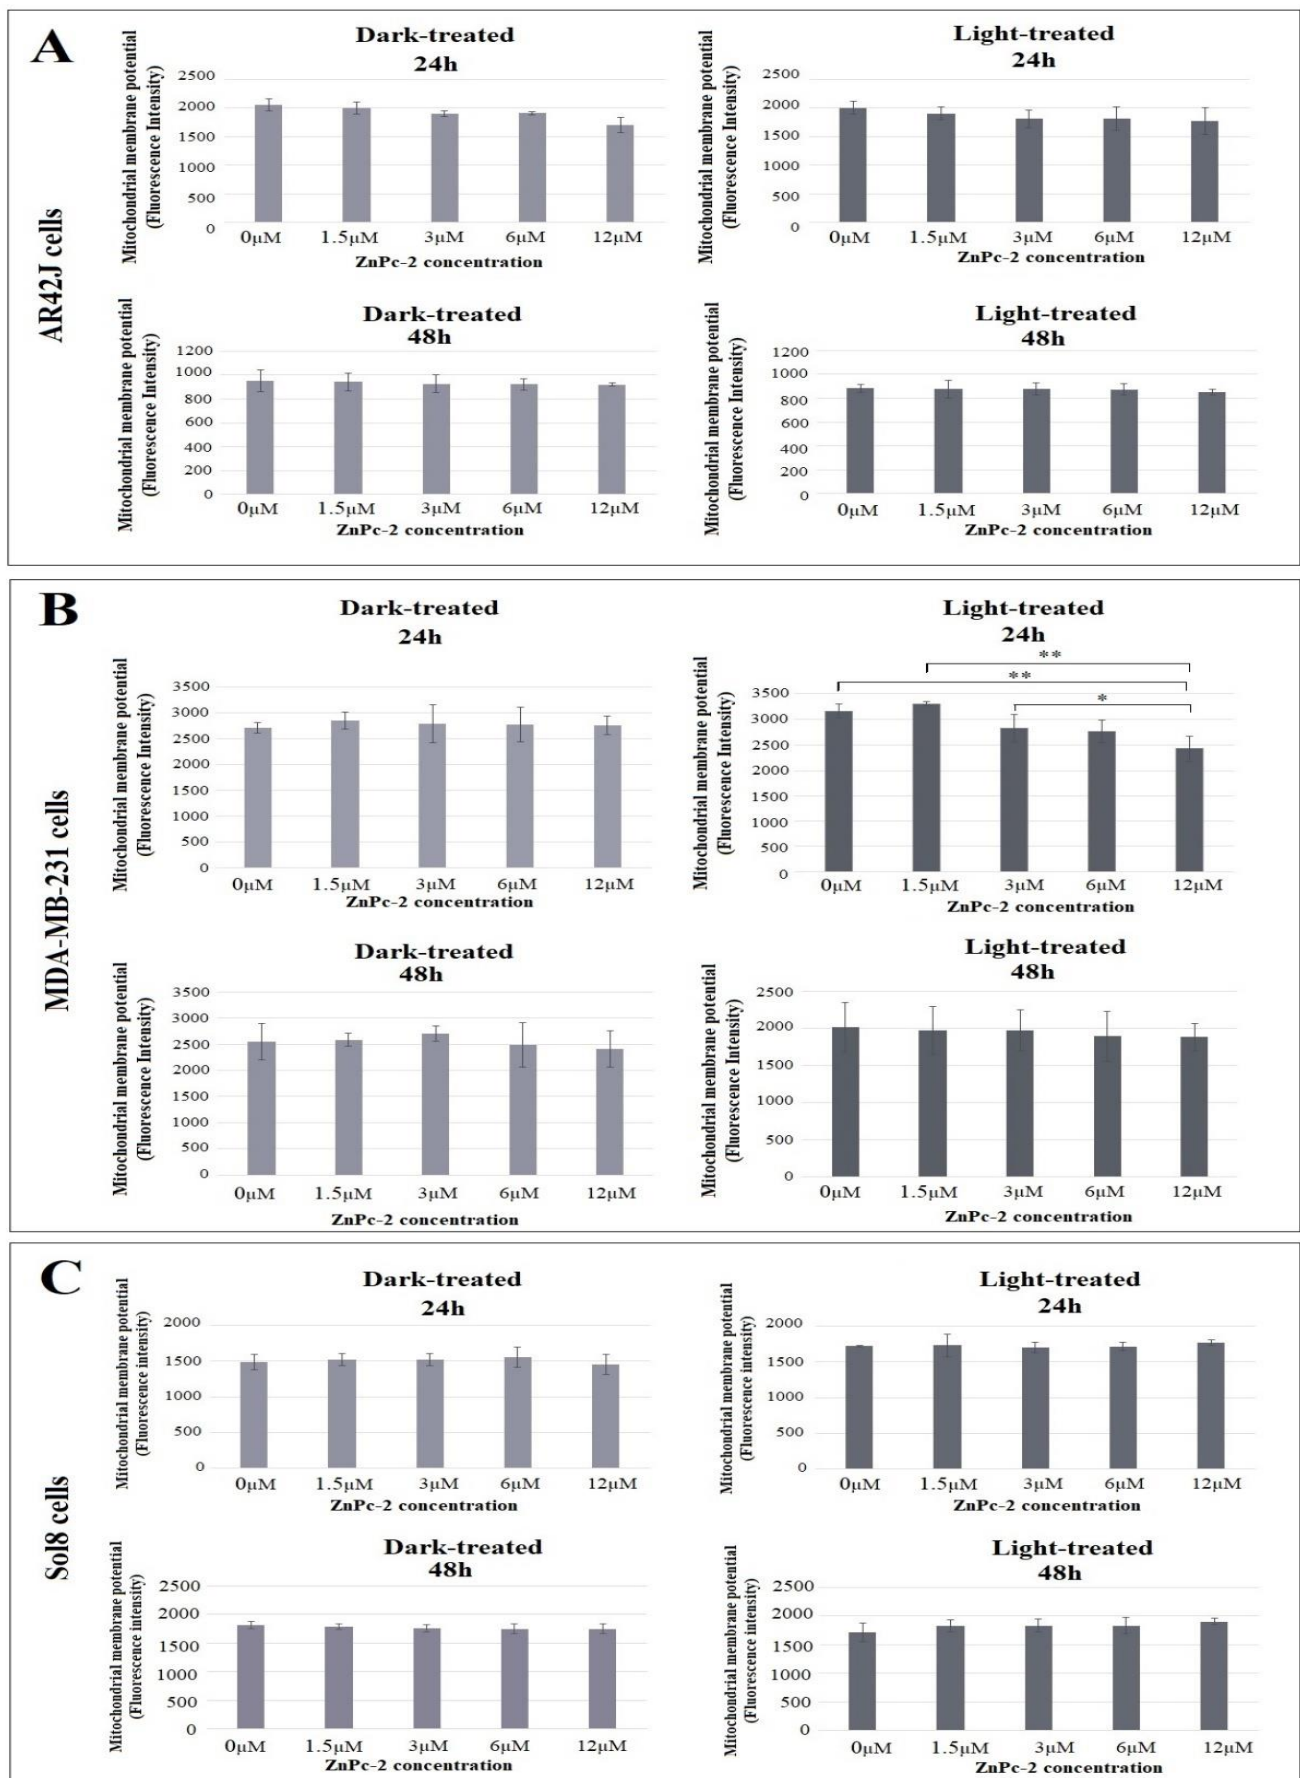 A
AR42J cells
Dark-treated
24h
Mitochondrial membrane potential
(Fluorescence Intensity)
2500
2000
1500
1000
500
0
0µM 1.5µM 3µM 6µM 12µM
ZnPc-2 concentration
Light-treated
24h
Mitochondrial membrane potential
(Fluorescence Intensity)
2500
2000
1500
1000
500
0
0µM 1.5µM 3µM 6µM 12µM
ZnPc-2 concentration
Dark-treated
48h
Mitochondrial membrane potential
(Fluorescence Intensity)
1200
1000
800
600
400
200
0
0µM 1.5µM 3µM 6µM 12µM
ZnPc-2 concentration
Light-treated
48h
Mitochondrial membrane potential
(Fluorescence Intensity)
1200
1000
800
600
400
200
0
0µM 1.5µM 3µM 6µM 12µM
ZnPc-2 concentration
B
MDA-MB-231 cells
Dark-treated
24h
Mitochondrial membrane potential
(Fluorescence Intensity)
3500
3000
2500
2000
1500
1000
500
0
0µM 1.5µM 3µM 6µM 12µM
ZnPc-2 concentration
Light-treated
24h
**
**
*
Mitochondrial membrane potential
(Fluorescence Intensity)
3500
3000
2500
2000
1500
1000
500
0
0µM 1.5µM 3µM 6µM 12µM
ZnPc-2 concentration
Dark-treated
48h
Mitochondrial membrane potential
(Fluorescence Intensity)
3500
3000
2500
2000
1500
1000
500
0
0µM 1.5µM 3µM 6µM 12µM
ZnPc-2 concentration
Light-treated
48h
Mitochondrial membrane potential
(Fluorescence Intensity)
2500
2000
1500
1000
500
0
0µM 1.5µM 3µM 6µM 12µM
ZnPc-2 concentration
C
Sol8 cells
Dark-treated
24h
Mitochondrial membrane potential
(Fluorescence intensity)
2000
1500
1000
500
0
0µM 1.5µM 3µM 6µM 12µM
ZnPc-2 concentration
Light-treated
24h
Mitochondrial membrane potential
(Fluorescence intensity)
2000
1500
1000
500
0
0µM 1.5µM 3µM 6µM 12µM
ZnPc-2 concentration
Dark-treated
48h
Mitochondrial membrane potential
(Fluorescence intensity)
2500
2000
1500
1000
500
0
0µM 1.5µM 3µM 6µM 12µM
ZnPc-2 concentration
Light-treated
48h
Mitochondrial membrane potential
(Fluorescence intensity)
2500
2000
1500
1000
500
0
0µM 1.5µM 3µM 6µM 12µM
ZnPc-2 concentration